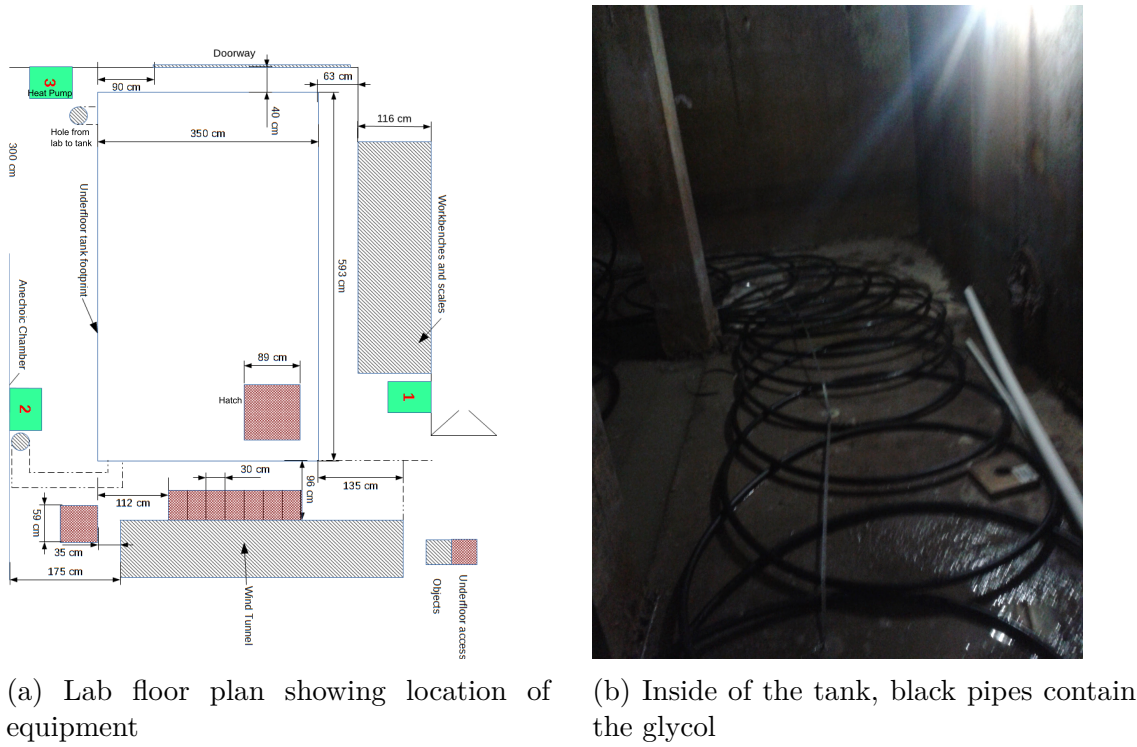 Doorway
3
Heat Pump
90 cm
63 cm
40 cm
116 cm
Hole from
lab to tank
350 cm
300 cm
Underfloor tank footprint
Workbenches and scales
593 cm
Anechoic Chamber
89 cm
Hatch
1
2
30 cm
96 cm
135 cm
112 cm
59 cm
35 cm
175 cm
Wind Tunnel
Objects
Underfloor access
(a) Lab floor plan showing location of
equipment
(b) Inside of the tank, black pipes contain
the glycol